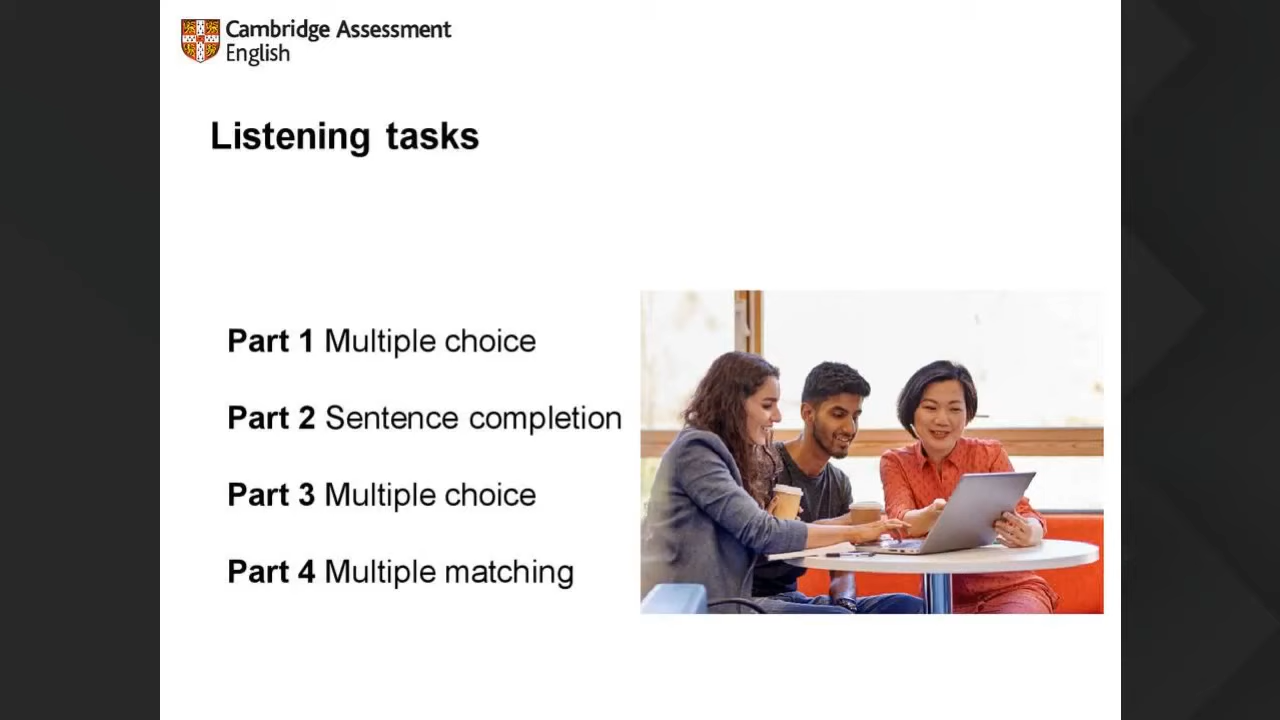 Cambridge Assessment
English
Listening tasks
Part 1 Multiple choice
Part 2 Sentence completion
Part 3 Multiple choice
Part 4 Multiple matching